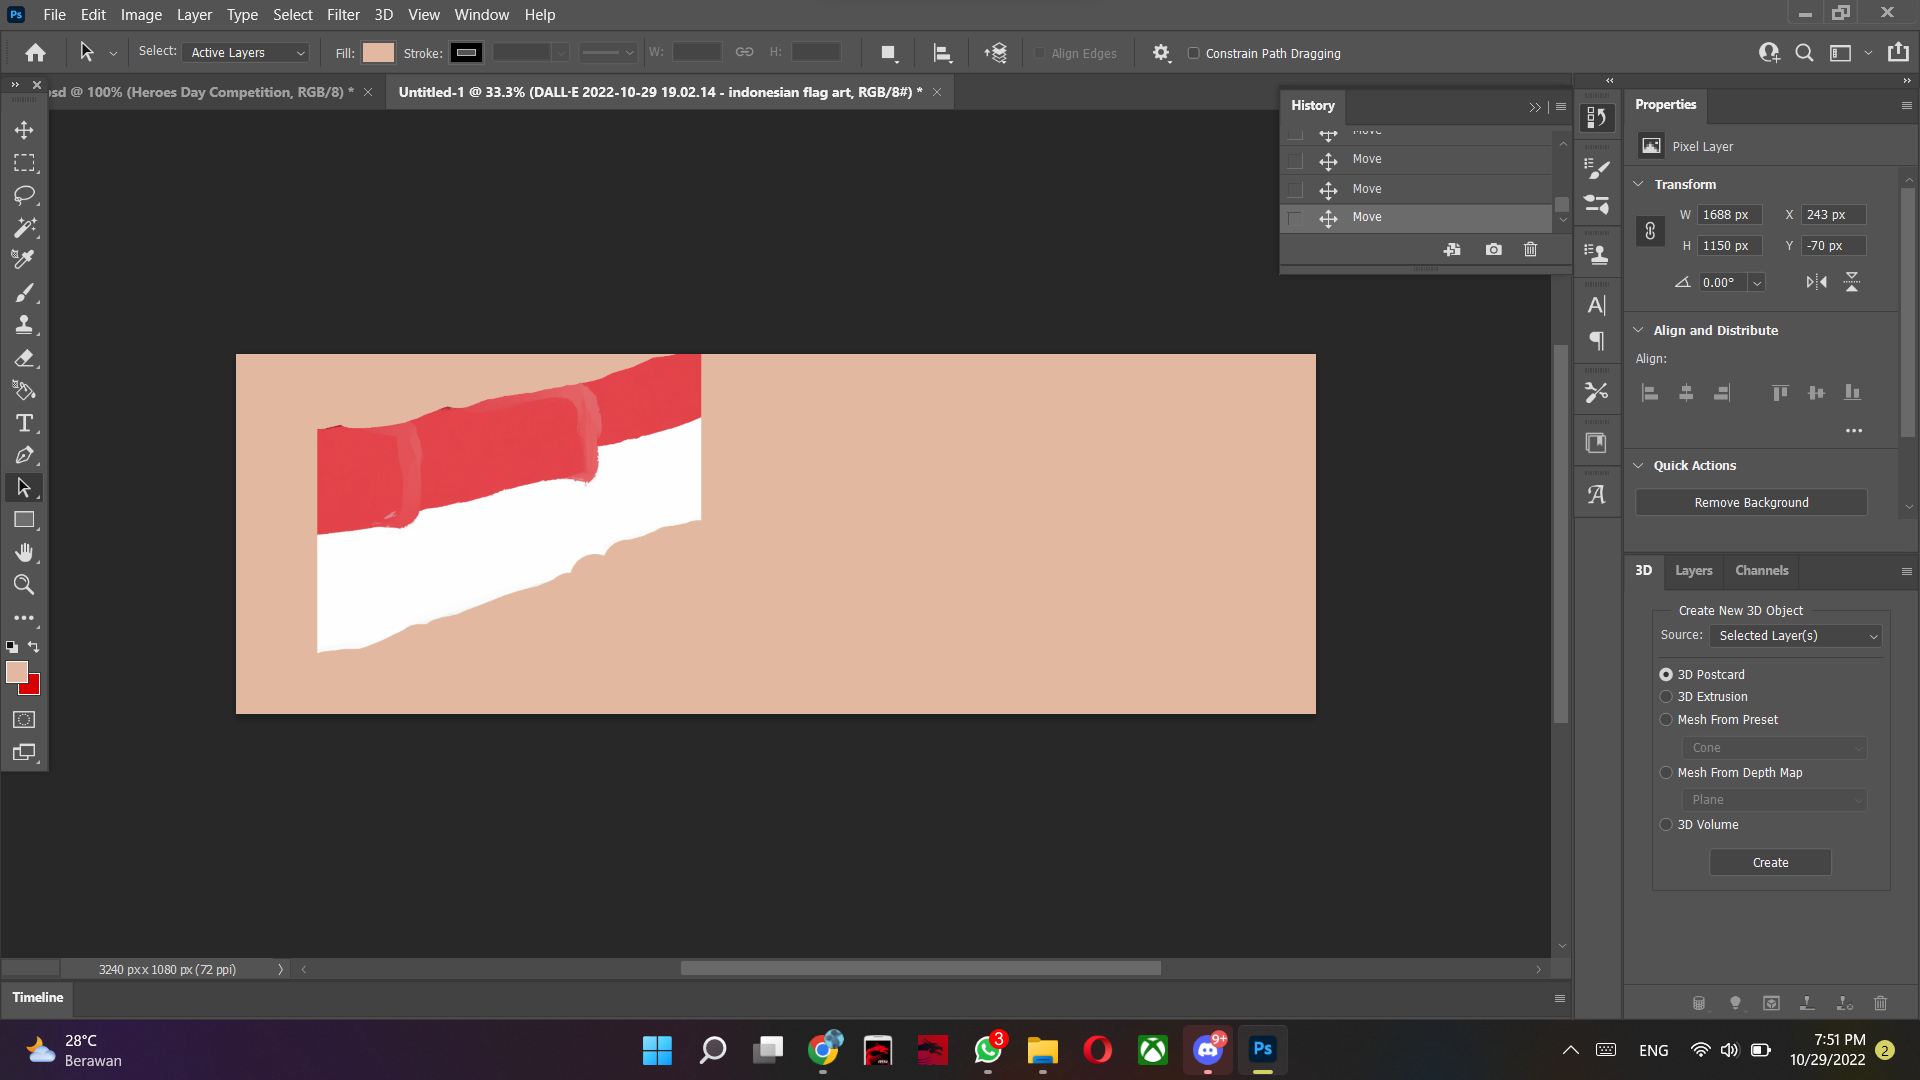 Ps File Edit Image Layer Type Select Filter 3D View Window Help
Select: Active Layers Fill: Stroke: W: H: Align Edges Constrain Path Dragging
sd @ 100% (Heroes Day Competition, RGB/8) * Untitled-1 @ 33.3% (DALL·E 2022-10-29 19.02.14 - indonesian flag art, RGB/8#) *
History
Move
Move
Move
Move
Properties
Pixel Layer
Transform
W 1688 px X 243 px
H 1150 px Y -70 px
0.00°
Align and Distribute
Align:
Quick Actions
Remove Background
3D Layers Channels
Create New 3D Object
Source: Selected Layer(s)
3D Postcard
3D Extrusion
Mesh From Preset
Cone
Mesh From Depth Map
Plane
3D Volume
Create
3240 px x 1080 px (72 ppi)
Timeline
28°C
Berawan
3
9+
Ps
ENG
7:51 PM
10/29/2022
2